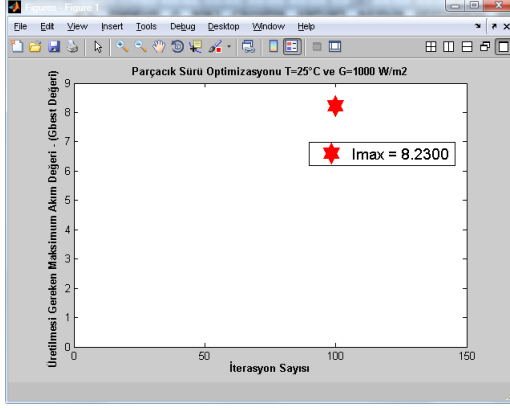 Figures - Figure 1
File Edit View Insert Tools Debug Desktop Window Help
Parçacık Sürü Optimizasyonu T=25°C ve G=1000 W/m2
Üretilmesi Gereken Maksimum Akım Değeri - (Gbest Değeri)
9
8
7
6
5
4
3
2
1
0
Imax = 8.2300
0 50 100 150
İterasyon Sayısı